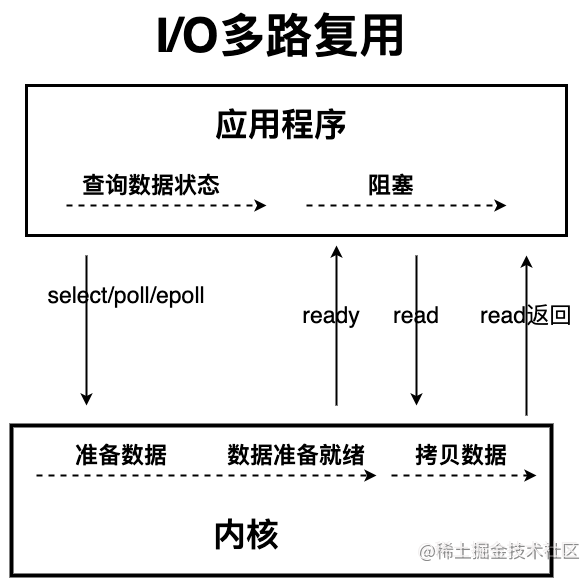 I/O多路复用
应用程序
查询数据状态
阻塞
select/poll/epoll
ready
read
read返回
准备数据
数据准备就绪
拷贝数据
内核
@稀土掘金技术社区